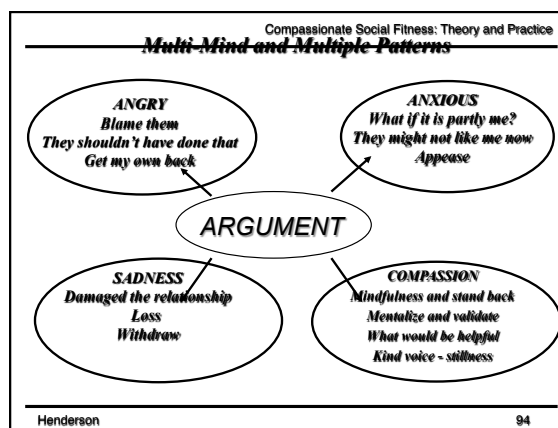 Compassionate Social Fitness: Theory and Practice
Multi-Mind and Multiple Patterns
ANGRY
Blame them
They shouldn't have done that
Get my own back
ANXIOUS
What if it is partly me?
They might not like me now
Appease
ARGUMENT
SADNESS
Damaged the relationship
Loss
Withdraw
COMPASSION
Mindfulness and stand back
Mentalize and validate
What would be helpful
Kind voice - stillness
Henderson
94